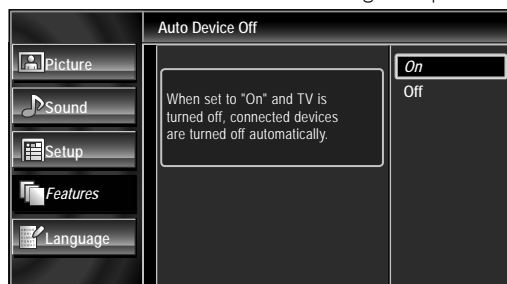 Auto Device Off
Picture
Sound
Setup
Features
Language
When set to "On" and TV is
turned off, connected devices
are turned off automatically.
On
Off